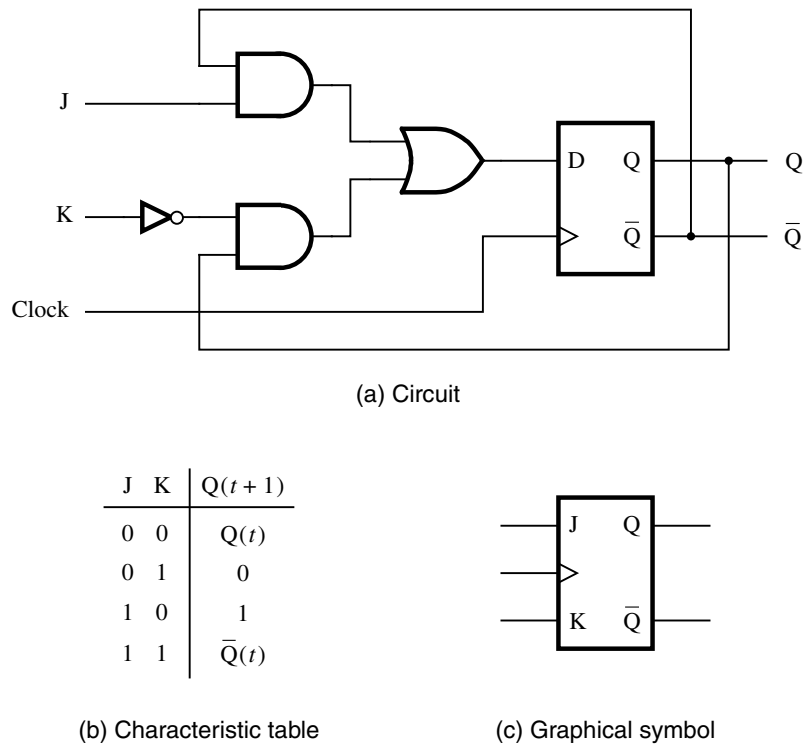 J
D Q Q
K
Q̅ Q̅
Clock
(a) Circuit
J K Q(t + 1)
0 0 Q(t)
0 1 0
1 0 1
1 1 Q̅(t)
J Q
K Q̅
(b) Characteristic table
(c) Graphical symbol